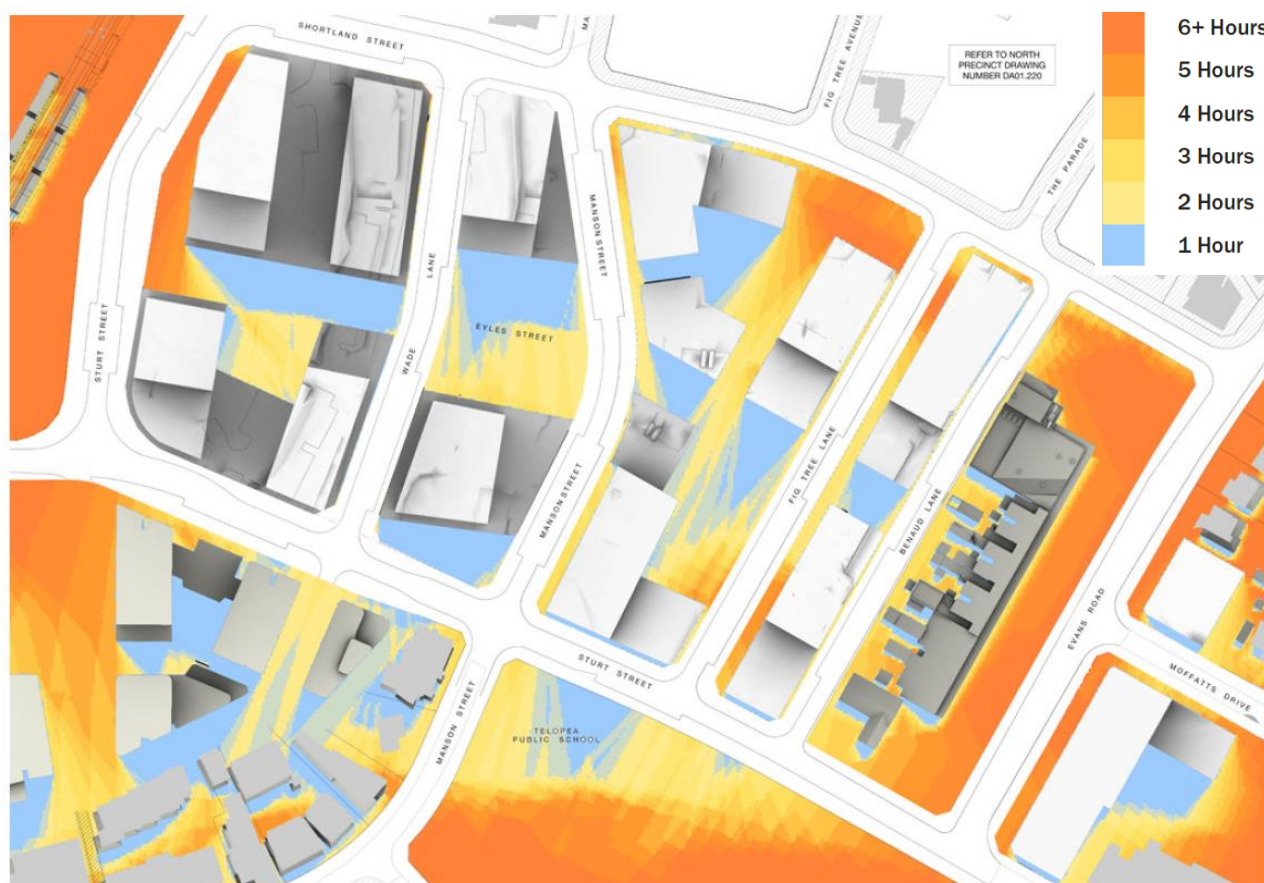 SHORTLAND STREET
FIG TREE AVENUE
REFER TO NORTH
PRECINCT DRAWING
NUMBER DA01.220
THE PARADE
6+ Hours
5 Hours
4 Hours
3 Hours
2 Hours
1 Hour
STURT STREET
WADE
LANE
MANSON STREET
EYLES STREET
MANSON STREET
FIG TREE LANE
BENAUD LANE
EVANS ROAD
MOFFATTS DRIVE
STURT STREET
MANSON STREET
TELOPEA
PUBLIC SCHOOL